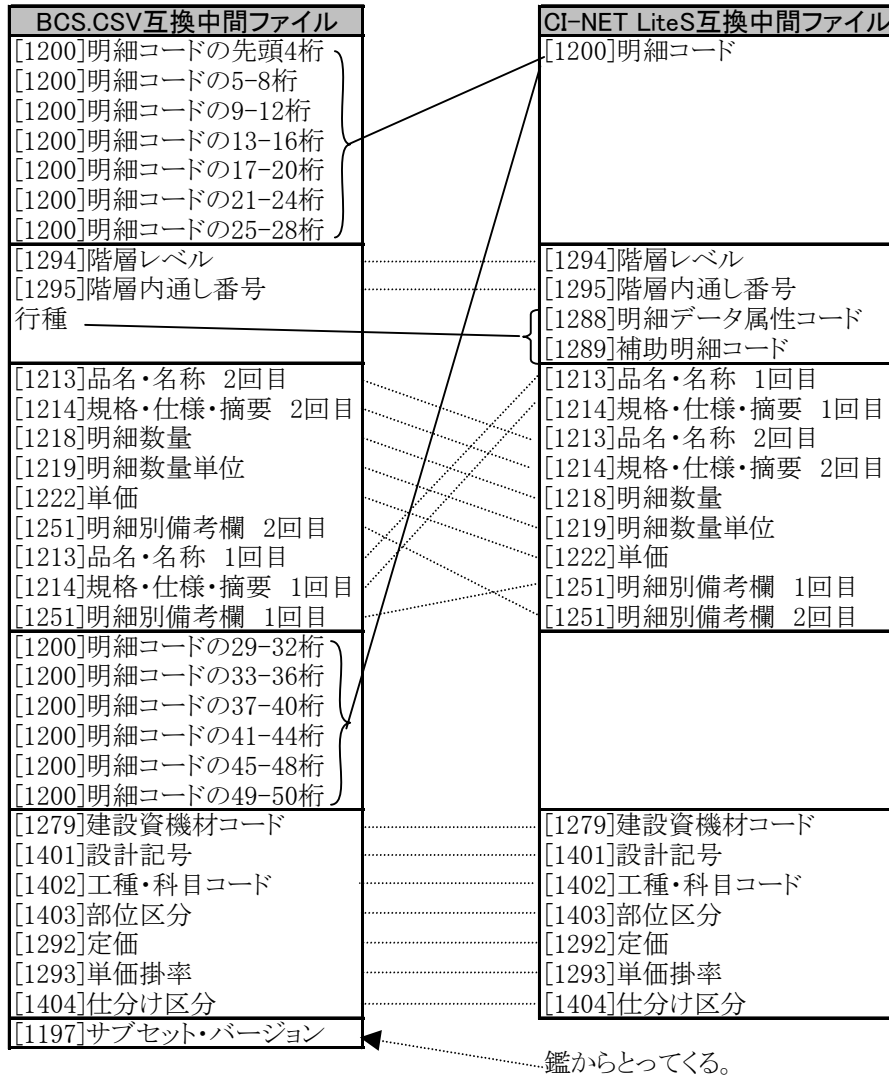 BCS.CSV互換中間ファイル
[1200]明細コードの先頭4桁
[1200]明細コードの5-8桁
[1200]明細コードの9-12桁
[1200]明細コードの13-16桁
[1200]明細コードの17-20桁
[1200]明細コードの21-24桁
[1200]明細コードの25-28桁
[1294]階層レベル
[1295]階層内通し番号
行種
[1213]品名・名称 2回目
[1214]規格・仕様・摘要 2回目
[1218]明細数量
[1219]明細数量単位
[1222]単価
[1251]明細別備考欄 2回目
[1213]品名・名称 1回目
[1214]規格・仕様・摘要 1回目
[1251]明細別備考欄 1回目
[1200]明細コードの29-32桁
[1200]明細コードの33-36桁
[1200]明細コードの37-40桁
[1200]明細コードの41-44桁
[1200]明細コードの45-48桁
[1200]明細コードの49-50桁
[1279]建設資機材コード
[1401]設計記号
[1402]工種・科目コード
[1403]部位区分
[1292]定価
[1293]単価掛率
[1404]仕分け区分
[1197]サブセット・バージョン
CI-NET LiteS互換中間ファイル
[1200]明細コード
[1294]階層レベル
[1295]階層内通し番号
[1288]明細データ属性コード
[1289]補助明細コード
[1213]品名・名称 1回目
[1214]規格・仕様・摘要 1回目
[1213]品名・名称 2回目
[1214]規格・仕様・摘要 2回目
[1218]明細数量
[1219]明細数量単位
[1222]単価
[1251]明細別備考欄 1回目
[1251]明細別備考欄 2回目
[1279]建設資機材コード
[1401]設計記号
[1402]工種・科目コード
[1403]部位区分
[1292]定価
[1293]単価掛率
[1404]仕分け区分
鑑からとってくる。